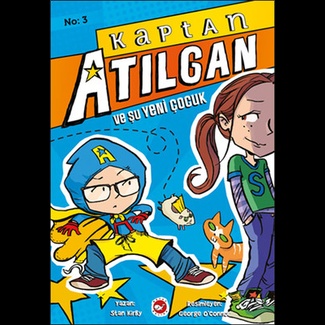 No: 3
KAPTAN
ATILGAN
VE ŞU YENİ ÇOCUK
A
S
Yazan:
Stan Kirby
Resimleyen:
George O'Connor